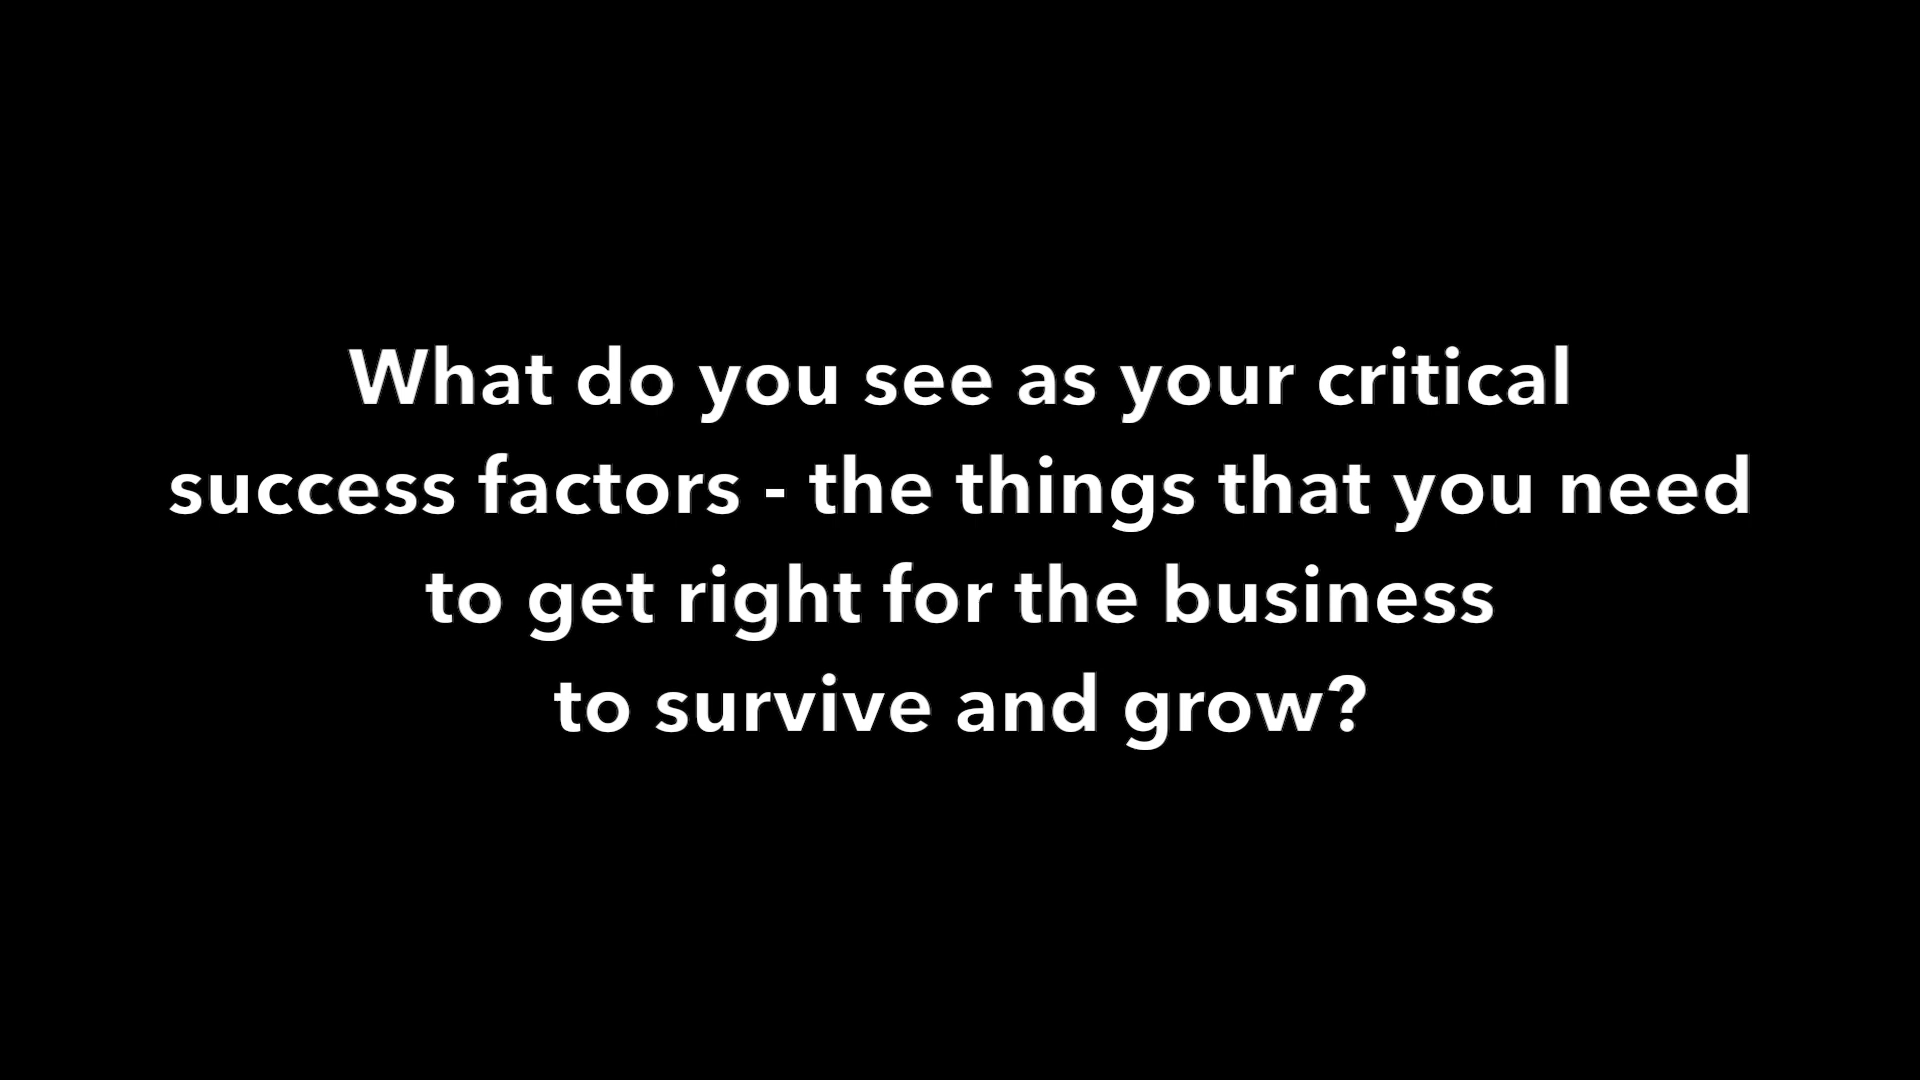 What do you see as your critical
success factors - the things that you need
to get right for the business
to survive and grow?